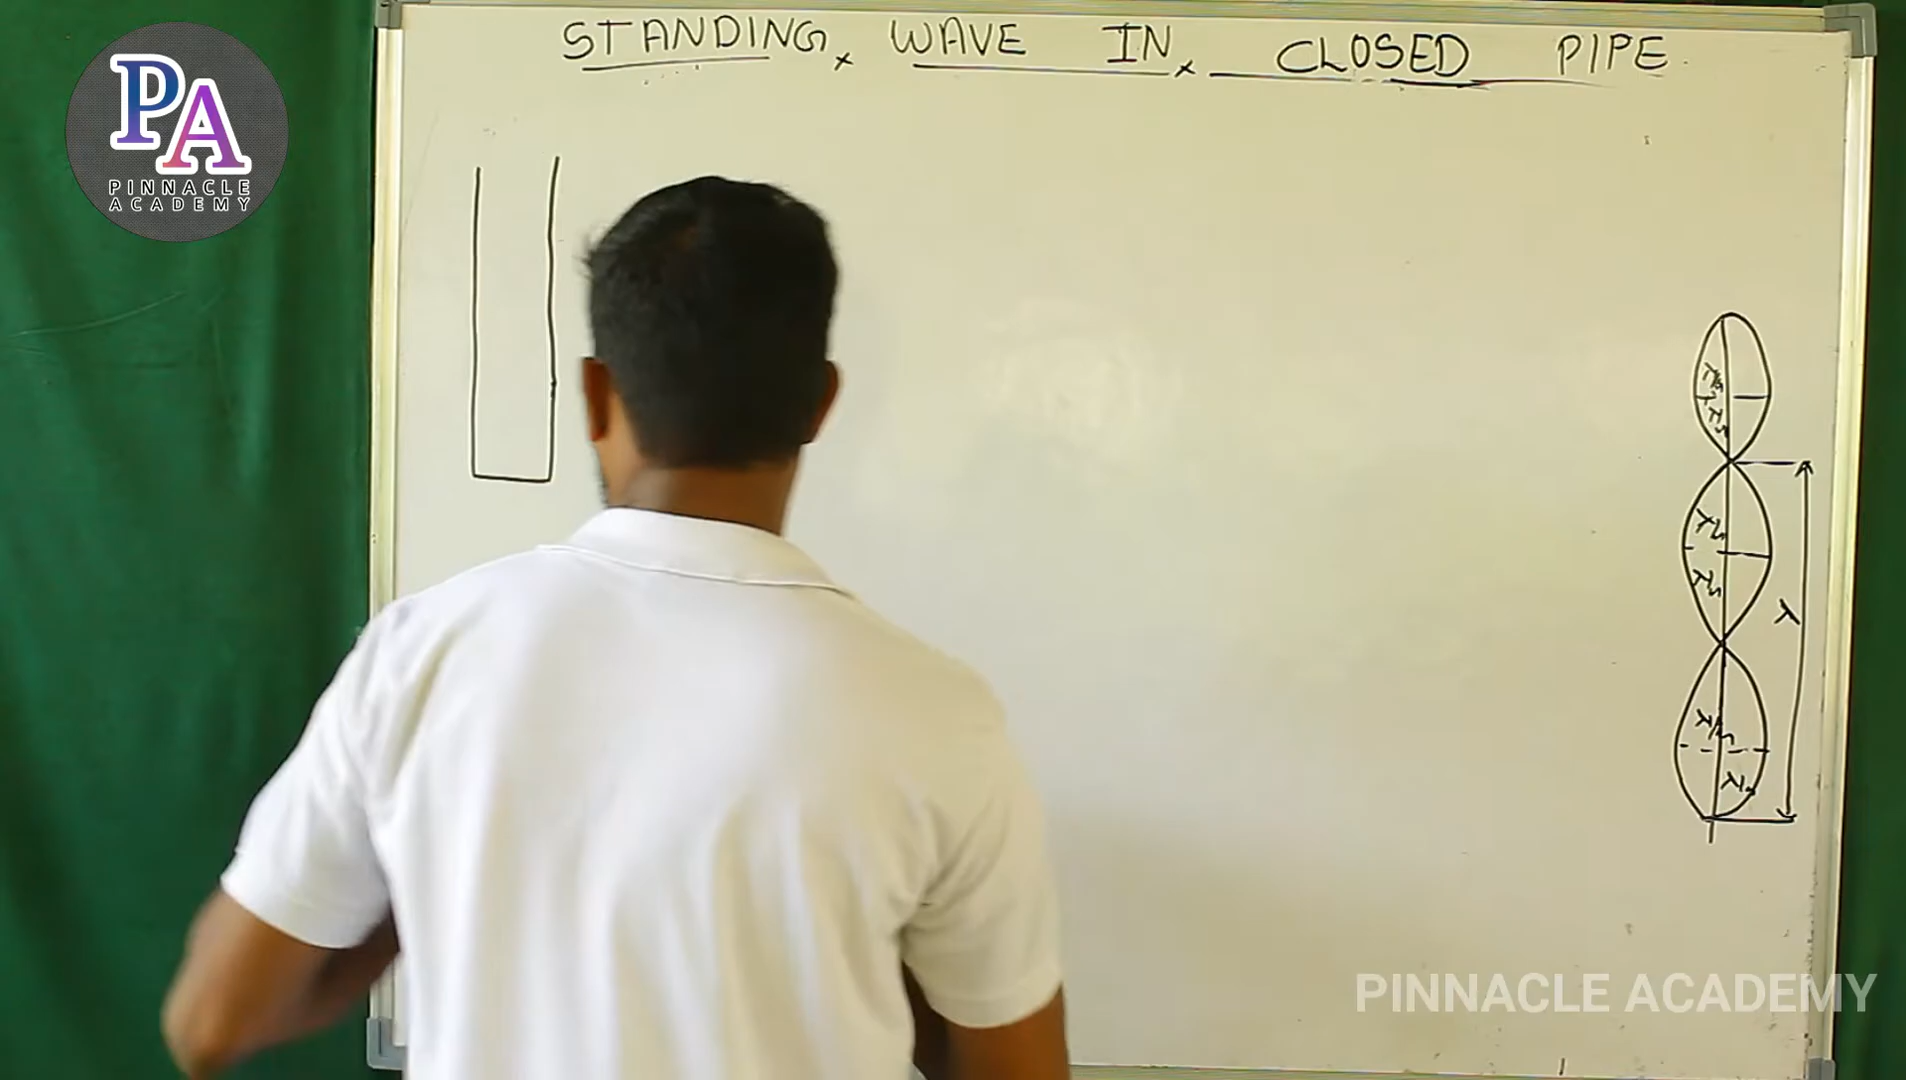 PA
PINNACLE
ACADEMY
STANDING WAVE IN CLOSED PIPE
λ
PINNACLE ACADEMY